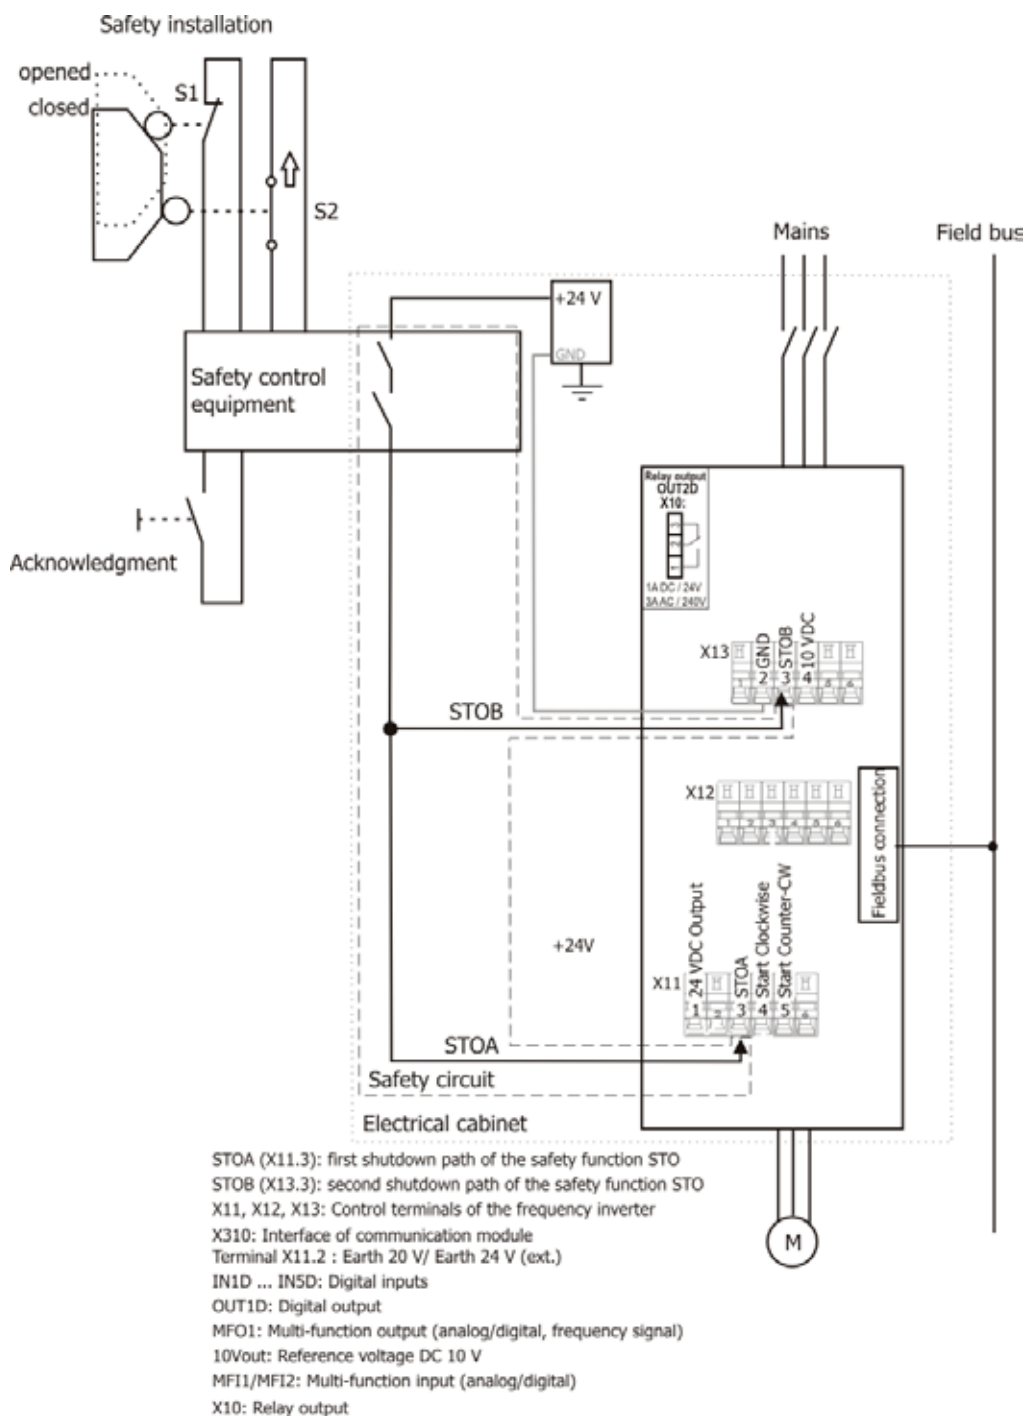 Safety installation
opened
closed
S1
S2
Mains
Field bus
+24 V
GND
Safety control
equipment
Acknowledgment
Relay output
OUT2D
X10:
3
2
1
1A DC / 24V
3A AC / 240V
X13
GND
STOB
10 VDC
1 2 3 4 5 6
STOB
X12
1 2 3 4 5 6
Fieldbus connection
+24V
X11
24 VDC Output
STOA
Start Clockwise
Start Counter-CW
1 2 3 4 5 6
STOA
Safety circuit
Electrical cabinet
M
STOA (X11.3): first shutdown path of the safety function STO
STOB (X13.3): second shutdown path of the safety function STO
X11, X12, X13: Control terminals of the frequency inverter
X310: Interface of communication module
Terminal X11.2 : Earth 20 V/ Earth 24 V (ext.)
IN1D ... IN5D: Digital inputs
OUT1D: Digital output
MFO1: Multi-function output (analog/digital, frequency signal)
10Vout: Reference voltage DC 10 V
MFI1/MFI2: Multi-function input (analog/digital)
X10: Relay output